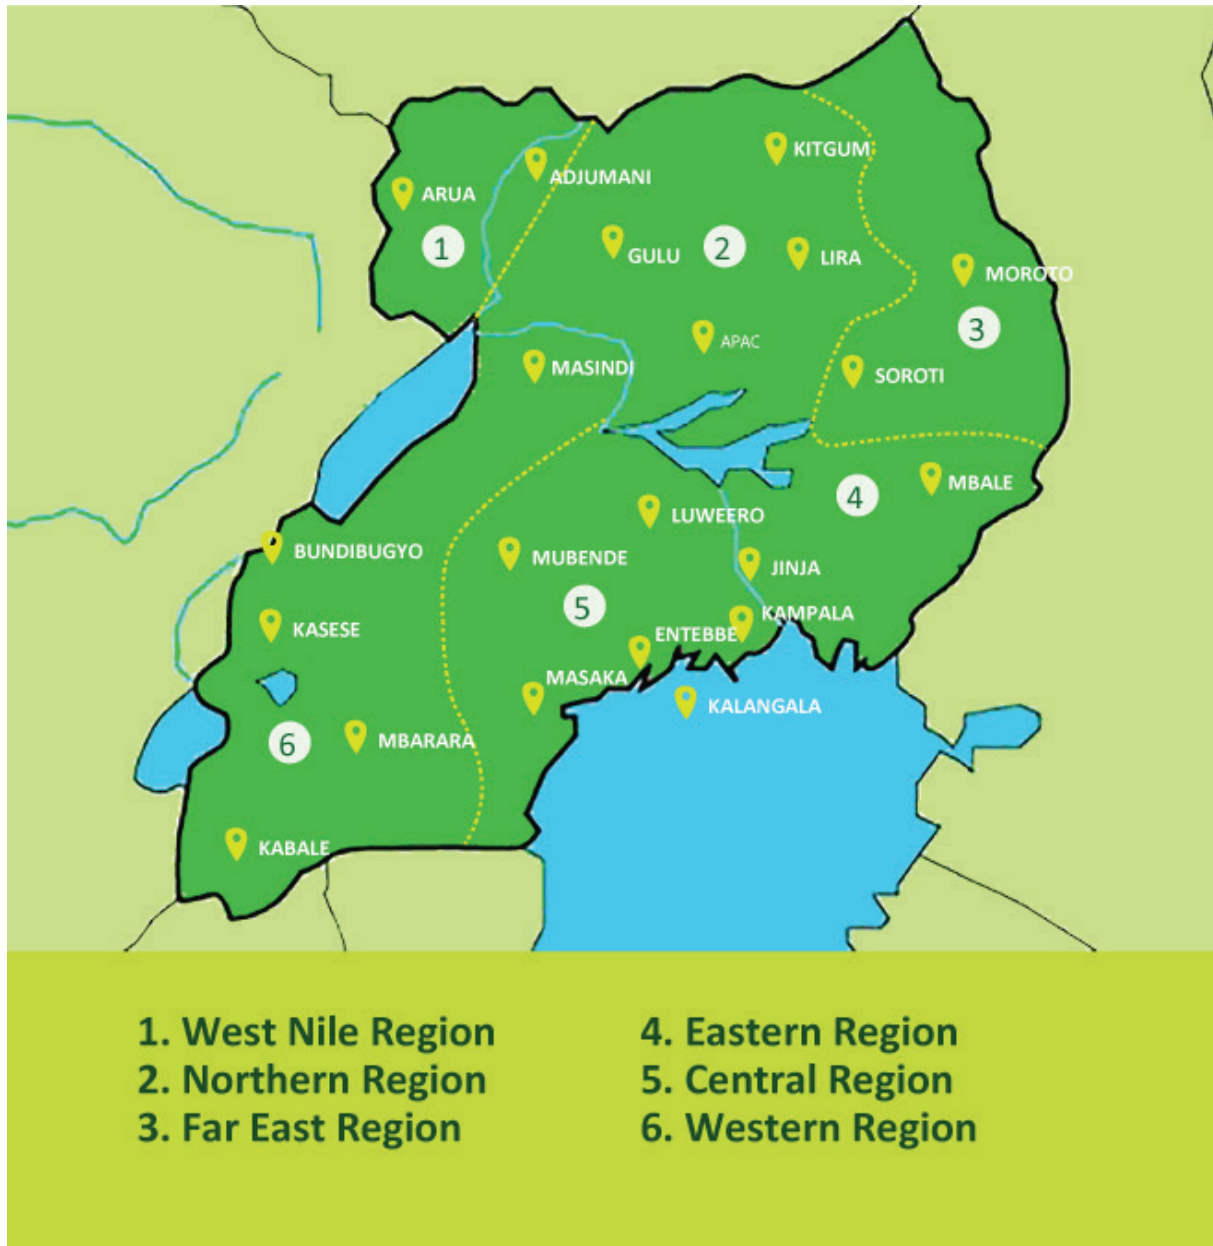 KITGUM
ADJUMANI
ARUA
1
GULU
2
LIRA
MOROTO
3
APAC
MASINDI
SOROTI
MBALE
4
LUWEERO
BUNDIBUGYO
MUBENDE
JINJA
5
KAMPALA
KASESE
ENTEBBE
MASAKA
KALANGALA
6
MBARARA
KABALE
1. West Nile Region
2. Northern Region
3. Far East Region
4. Eastern Region
5. Central Region
6. Western Region